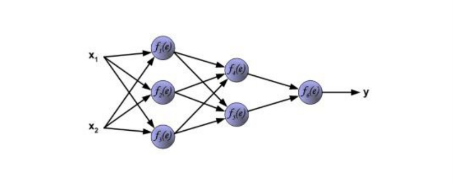 x₁
x₂
f₁(e)
f₂(e)
f₃(e)
f₄(e)
f₅(e)
f₆(e)
y